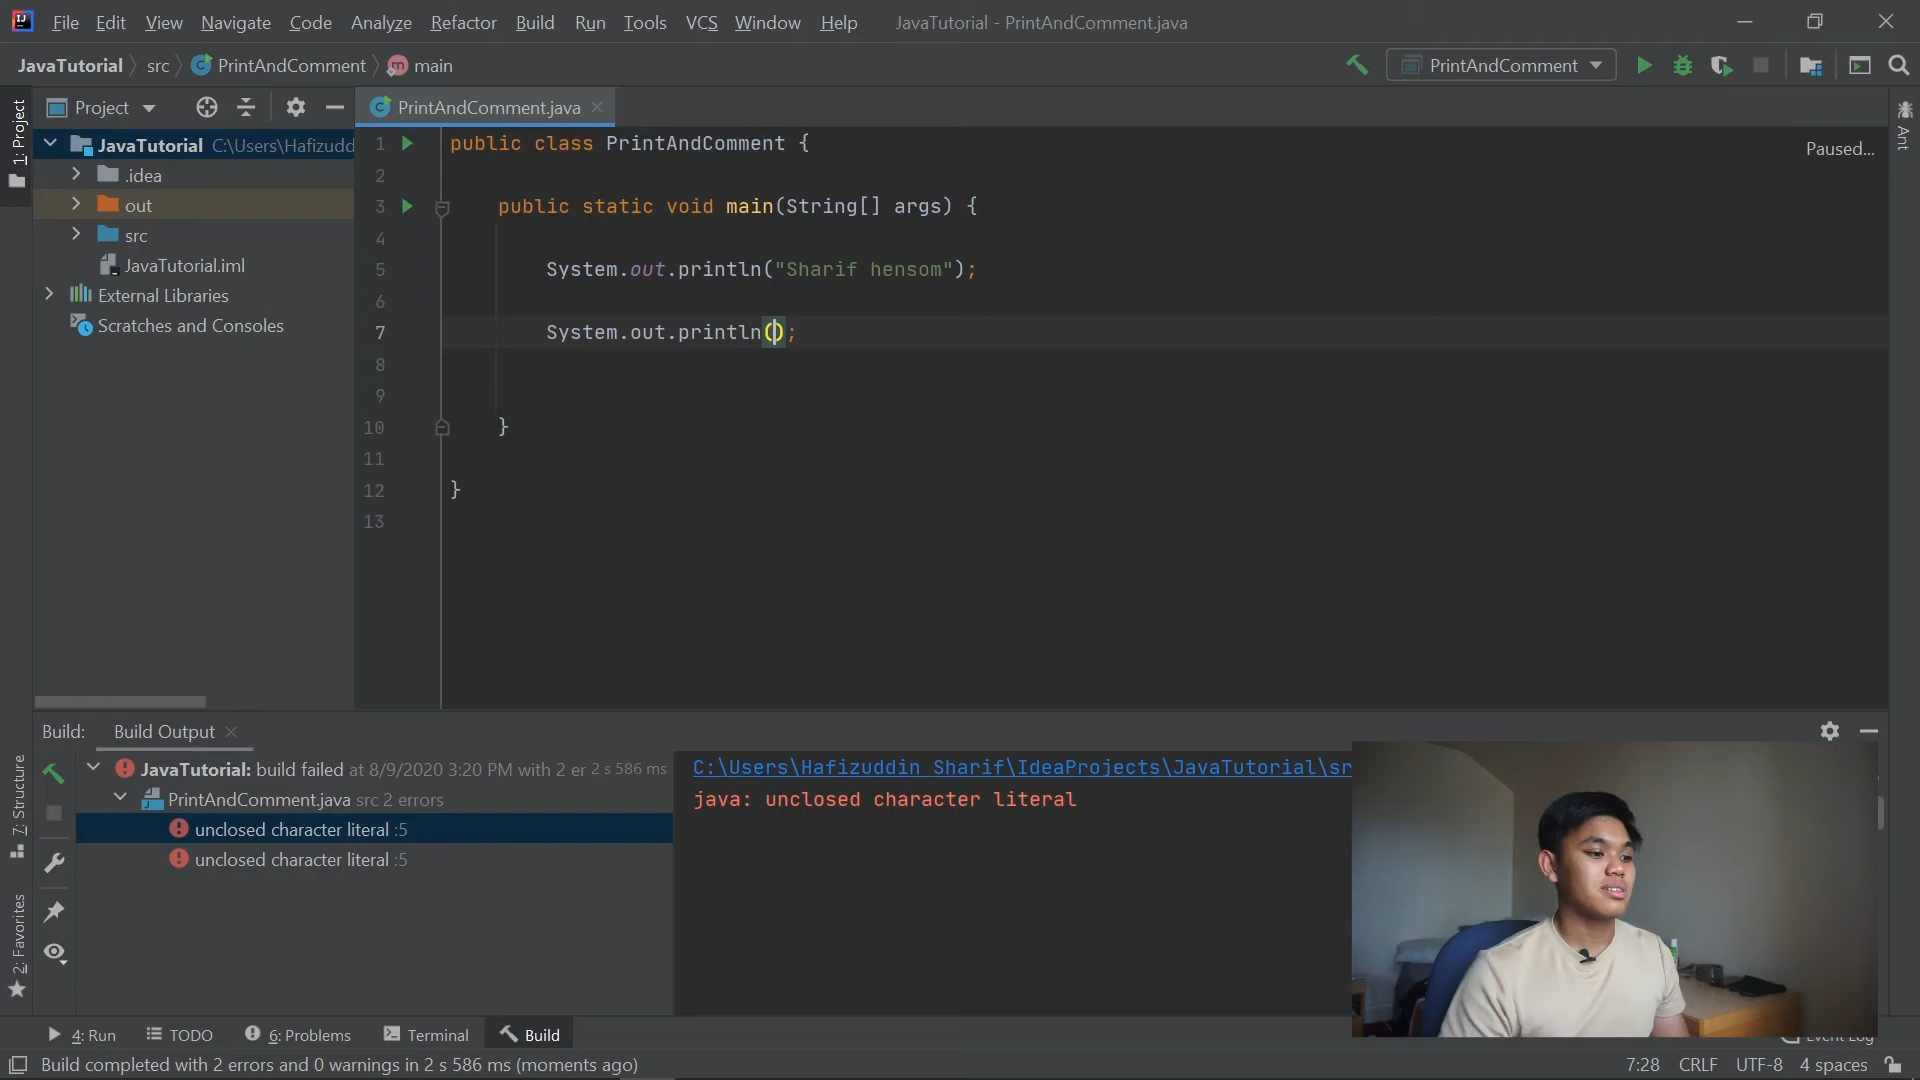 File Edit View Navigate Code Analyze Refactor Build Run Tools VCS Window Help JavaTutorial - PrintAndComment.java
JavaTutorial src PrintAndComment main PrintAndComment
1: Project
Project
PrintAndComment.java
Ant
JavaTutorial C:\Users\Hafizudd
.idea
out
src
JavaTutorial.iml
External Libraries
Scratches and Consoles
Paused...
1 public class PrintAndComment {
2
3 public static void main(String[] args) {
4
5 System.out.println("Sharif hensom");
6
7 System.out.println();
8
9
10 }
11
12 }
13
Build: Build Output
7: Structure
2: Favorites
JavaTutorial: build failed at 8/9/2020 3:20 PM with 2 er 2 s 586 ms
PrintAndComment.java src 2 errors
unclosed character literal :5
unclosed character literal :5
C:\Users\Hafizuddin Sharif\IdeaProjects\JavaTutorial\sr
java: unclosed character literal
4: Run TODO 6: Problems Terminal Build Event Log
Build completed with 2 errors and 0 warnings in 2 s 586 ms (moments ago) 7:28 CRLF UTF-8 4 spaces